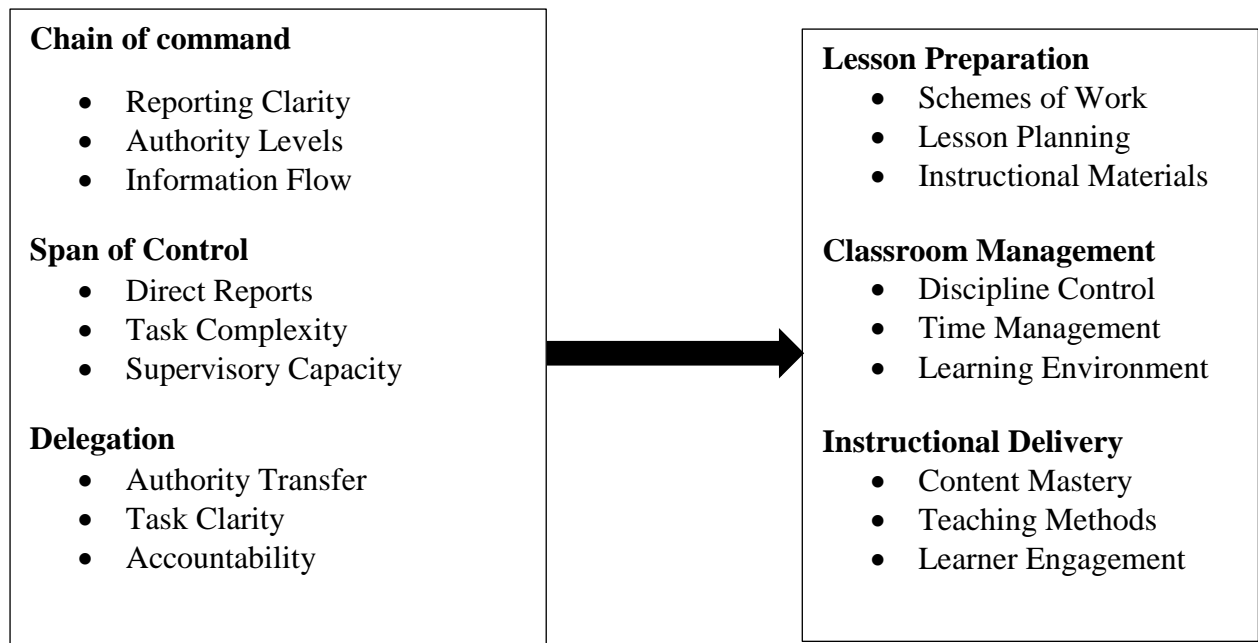 Chain of command
• Reporting Clarity
• Authority Levels
• Information Flow
Span of Control
• Direct Reports
• Task Complexity
• Supervisory Capacity
Delegation
• Authority Transfer
• Task Clarity
• Accountability
Lesson Preparation
• Schemes of Work
• Lesson Planning
• Instructional Materials
Classroom Management
• Discipline Control
• Time Management
• Learning Environment
Instructional Delivery
• Content Mastery
• Teaching Methods
• Learner Engagement